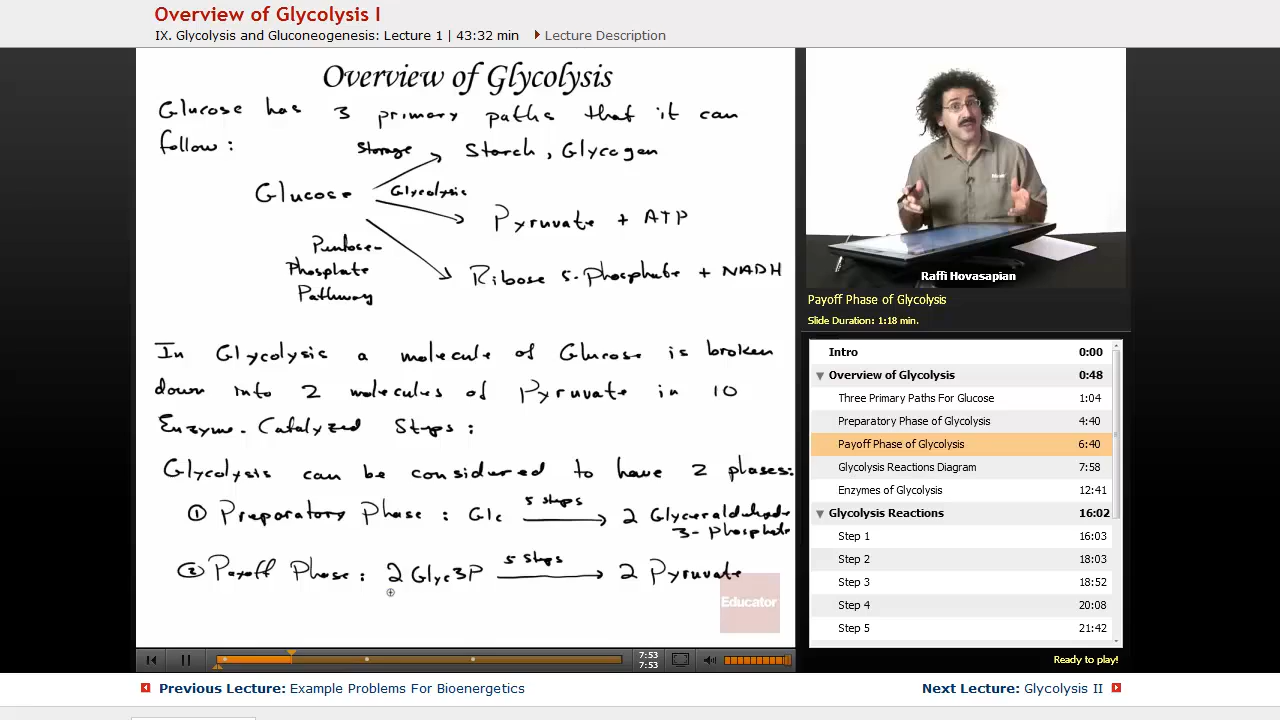 Overview of Glycolysis I
IX. Glycolysis and Gluconeogenesis: Lecture 1 | 43:32 min
Lecture Description
Overview of Glycolysis
Glucose has 3 primary paths that it can
follow:
Storage
Starch, Glycogen
Glucose
Glycolysis
Pyruvate + ATP
Pentose-
Phosphate
Pathway
Ribose 5-Phosphate + NADH
In Glycolysis a molecule of Glucose is broken
down into 2 molecules of Pyruvate in 10
Enzyme-Catalyzed Steps:
Glycolysis can be considered to have 2 phases:
① Preparatory Phase: Glc
5 steps
2 Glyceraldehyde
3-Phosphate
② Payoff Phase: 2 Glyc3P
5 Steps
2 Pyruvate
Educator
7:53
7:53
Raffi Hovasapian
Payoff Phase of Glycolysis
Slide Duration: 1:18 min.
Intro 0:00
Overview of Glycolysis 0:48
Three Primary Paths For Glucose 1:04
Preparatory Phase of Glycolysis 4:40
Payoff Phase of Glycolysis 6:40
Glycolysis Reactions Diagram 7:58
Enzymes of Glycolysis 12:41
Glycolysis Reactions 16:02
Step 1 16:03
Step 2 18:03
Step 3 18:52
Step 4 20:08
Step 5 21:42
Ready to play!
Previous Lecture: Example Problems For Bioenergetics
Next Lecture: Glycolysis II